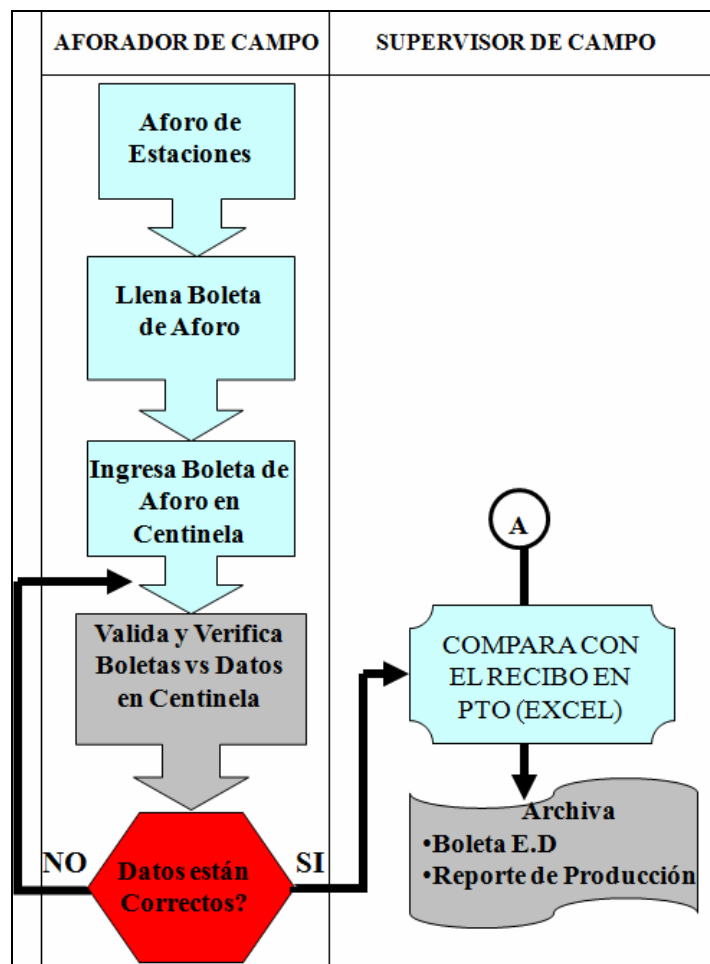 AFORADOR DE CAMPO
SUPERVISOR DE CAMPO
Aforo de
Estaciones
Llena Boleta
de Aforo
Ingresa Boleta de
Aforo en
Centinela
Valida y Verifica
Boletas vs Datos
en Centinela
NO
Datos están
Correctos?
SI
A
COMPARA CON
EL RECIBO EN
PTO (EXCEL)
Archiva
•Boleta E.D
•Reporte de Producción